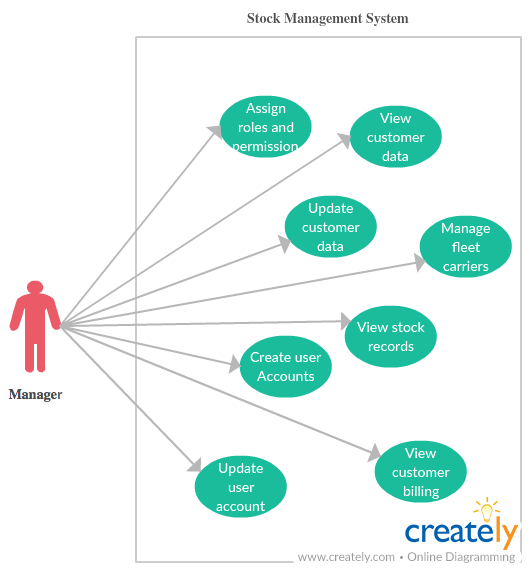 Stock Management System
Assign
roles and
permission
View
customer
data
Update
customer
data
Manage
fleet
carriers
View stock
records
Create user
Accounts
Manager
View
customer
billing
Update
user
account
creately
www.creately.com • Online Diagramming